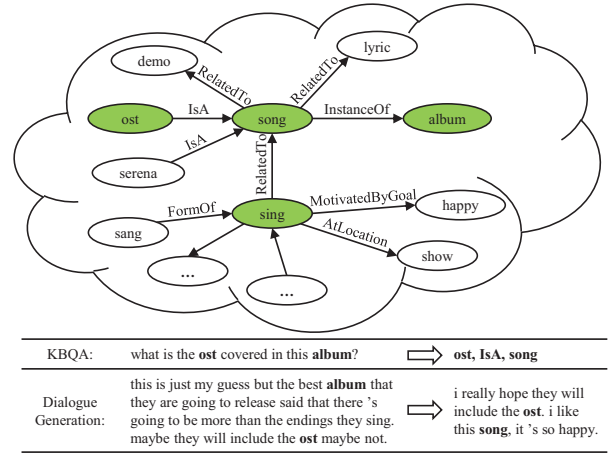 demo
lyric
RelatedTo
RelatedTo
ost
IsA
song
InstanceOf
album
IsA
serena
RelatedTo
sang
FormOf
sing
MotivatedByGoal
happy
AtLocation
show
...
...
KBQA: what is the ost covered in this album? ost, IsA, song
Dialogue Generation:
this is just my guess but the best album that
they are going to release said that there 's
going to be more than the endings they sing.
maybe they will include the ost maybe not.
i really hope they will
include the ost. i like
this song, it 's so happy.